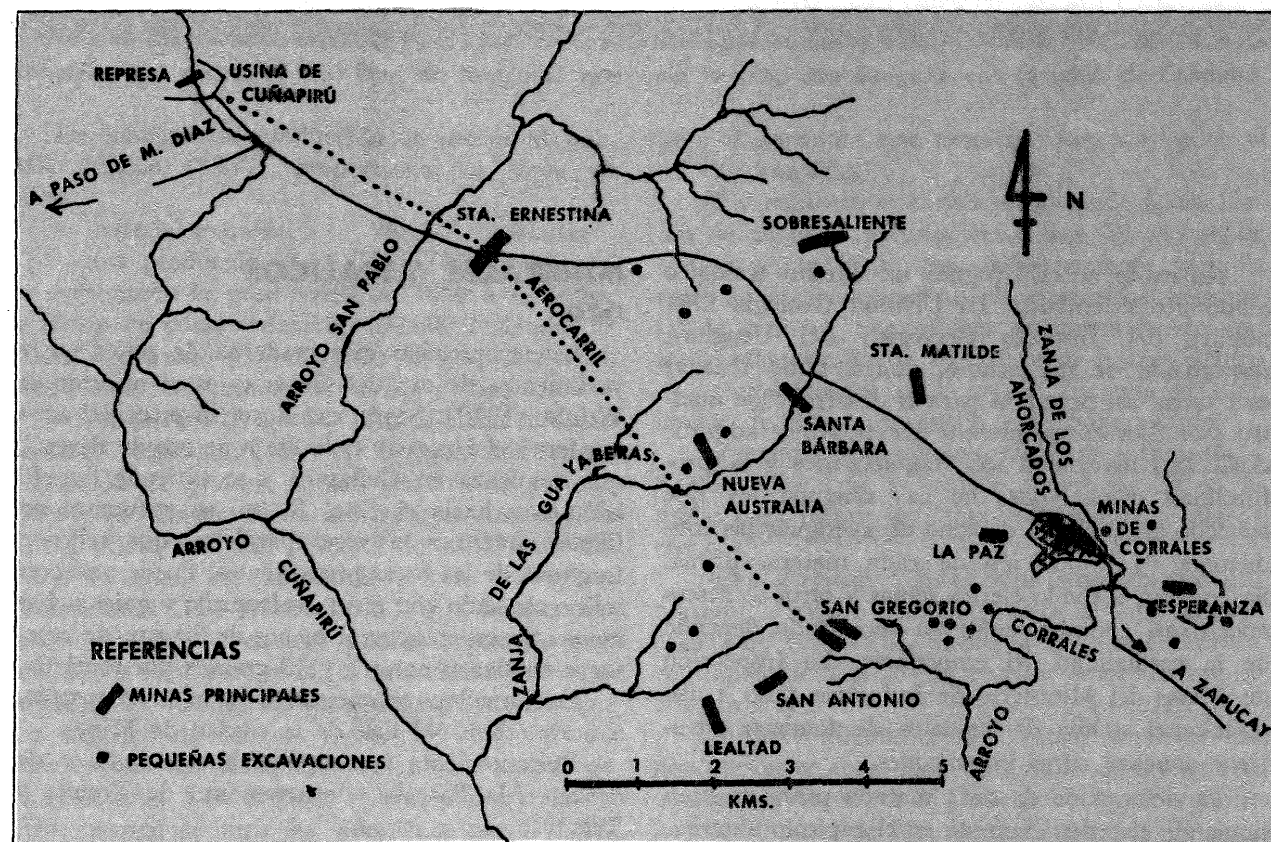 REPRESA
USINA DE
CUÑAPIRÚ
A PASO DE M. DÍAZ
STA. ERNESTINA
SOBRESALIENTE
N
ARROYO SAN PABLO
AEROCARRIL
STA. MATILDE
ZANJA DE LOS
AHORCADOS
SANTA
BÁRBARA
NUEVA
AUSTRALIA
ZANJA DE LAS GUAYABERAS
MINAS
DE
CORRALES
LA PAZ
ESPERANZA
ARROYO CUÑAPIRÚ
SAN GREGORIO
ARROYO CORRALES
A ZAPUCAY
SAN ANTONIO
LEALTAD
REFERENCIAS
MINAS PRINCIPALES
PEQUEÑAS EXCAVACIONES
0 1 2 3 4 5
KMS.